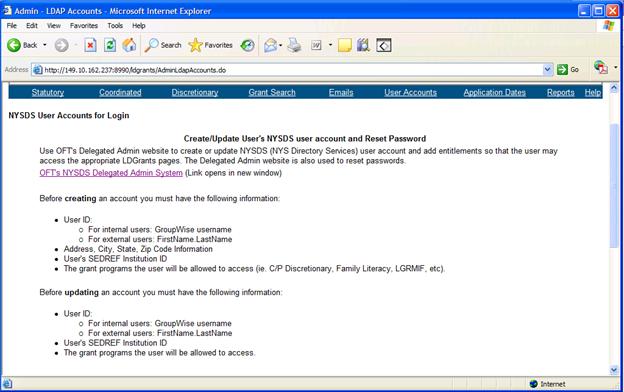 Admin - LDAP Accounts - Microsoft Internet Explorer
File Edit View Favorites Tools Help
Back Search Favorites
Address http://149.10.162.237:8990/ldgrants/AdminLdapAccounts.do Go
Statutory Coordinated Discretionary Grant Search Emails User Accounts Application Dates Reports Help
NYSDS User Accounts for Login
Create/Update User's NYSDS user account and Reset Password
Use OFT's Delegated Admin website to create or update NYSDS (NYS Directory Services) user account and add entitlements so that the user may
access the appropriate LDGrants pages. The Delegated Admin website is also used to reset passwords.
OFT's NYSDS Delegated Admin System (Link opens in new window)
Before creating an account you must have the following information:
User ID:
For internal users: GroupWise username
For external users: FirstName.LastName
Address, City, State, Zip Code Information
User's SEDREF Institution ID
The grant programs the user will be allowed to access (ie. C/P Discretionary, Family Literacy, LGRMIF, etc).
Before updating an account you must have the following information:
User ID:
For internal users: GroupWise username
For external users: FirstName.LastName
User's SEDREF Institution ID
The grant programs the user will be allowed to access.
Internet